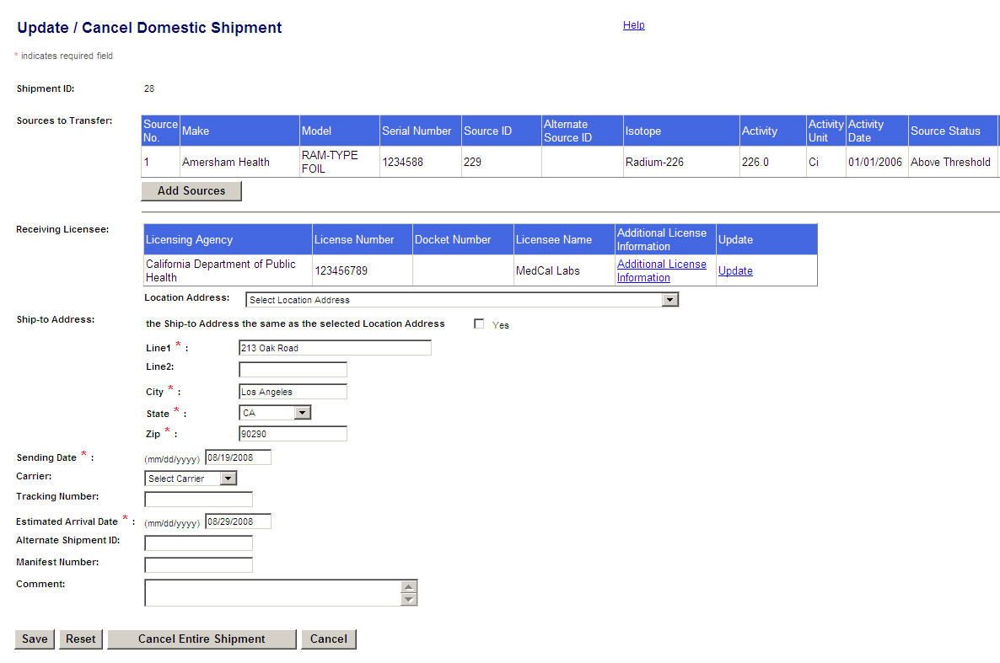 Update / Cancel Domestic Shipment
Help
* indicates required field
Shipment ID: 28
Sources to Transfer:
Source No. Make Model Serial Number Source ID Alternate Source ID Isotope Activity Activity Unit Activity Date Source Status
1 Amersham Health RAM-TYPE FOIL 1234588 229 Radium-226 226.0 Ci 01/01/2006 Above Threshold
Add Sources
Receiving Licensee:
Licensing Agency License Number Docket Number Licensee Name Additional License Information Update
California Department of Public Health 123456789 MedCal Labs Additional License Information Update
Location Address: Select Location Address
Ship-to Address: the Ship-to Address the same as the selected Location Address Yes
Line1 * : 213 Oak Road
Line2:
City * : Los Angeles
State * : CA
Zip * : 90290
Sending Date * : (mm/dd/yyyy) 08/19/2008
Carrier: Select Carrier
Tracking Number:
Estimated Arrival Date * : (mm/dd/yyyy) 08/29/2008
Alternate Shipment ID:
Manifest Number:
Comment:
Save Reset Cancel Entire Shipment Cancel